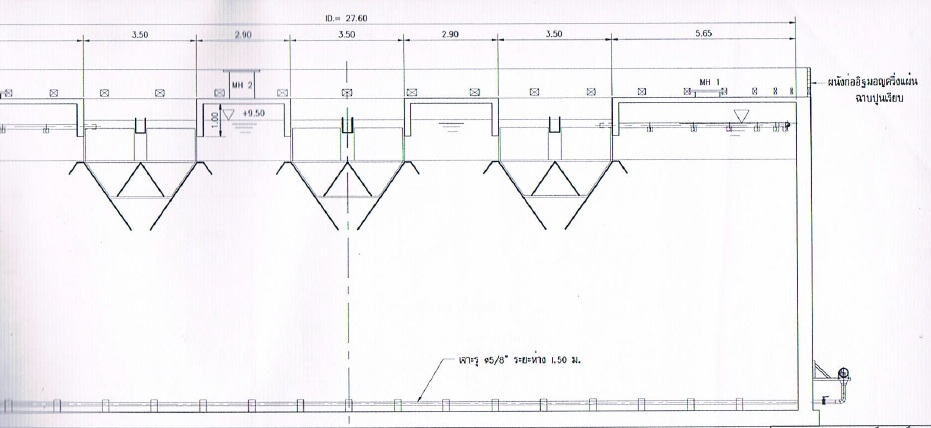 ID.= 27.60
3.50 2.90 3.50 2.90 3.50 5.65
MH 2
MH 1
ผนังก่ออิฐมอญครึ่งแผ่น
ฉาบปูนเรียบ
1.00
+9.50
เจาะรู ø5/8" ระยะห่าง 1.50 ม.